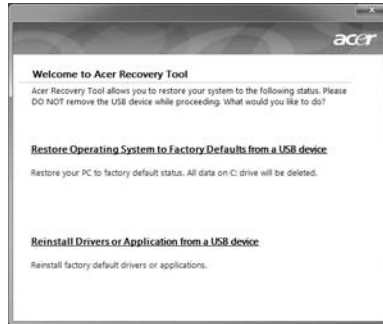 acer
Welcome to Acer Recovery Tool
Acer Recovery Tool allows you to restore your system to the following status. Please
DO NOT remove the USB device while proceeding. What would you like to do?
Restore Operating System to Factory Defaults from a USB device
Restore your PC to factory default status. All data on C: drive will be deleted.
Reinstall Drivers or Application from a USB device
Reinstall factory default drivers or applications.